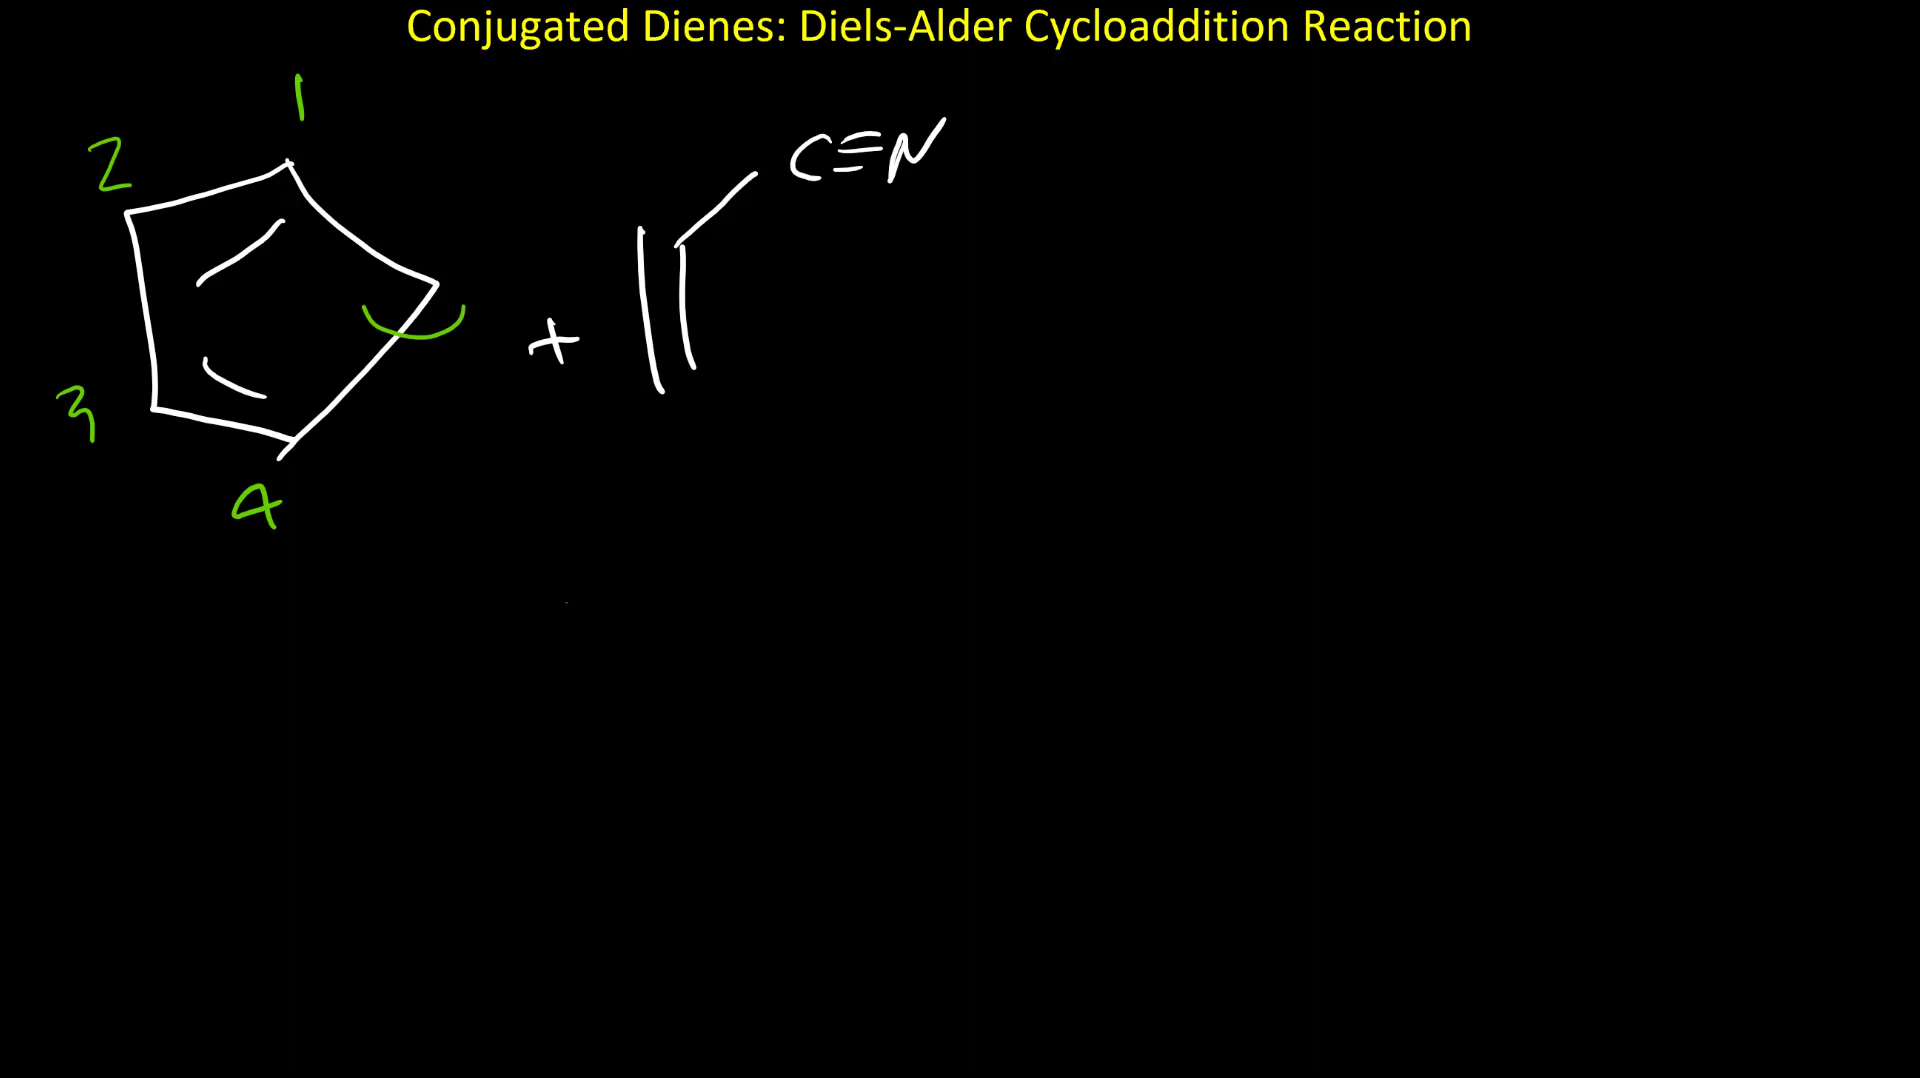 Conjugated Dienes: Diels-Alder Cycloaddition Reaction
1
2
C≡N
+
3
4